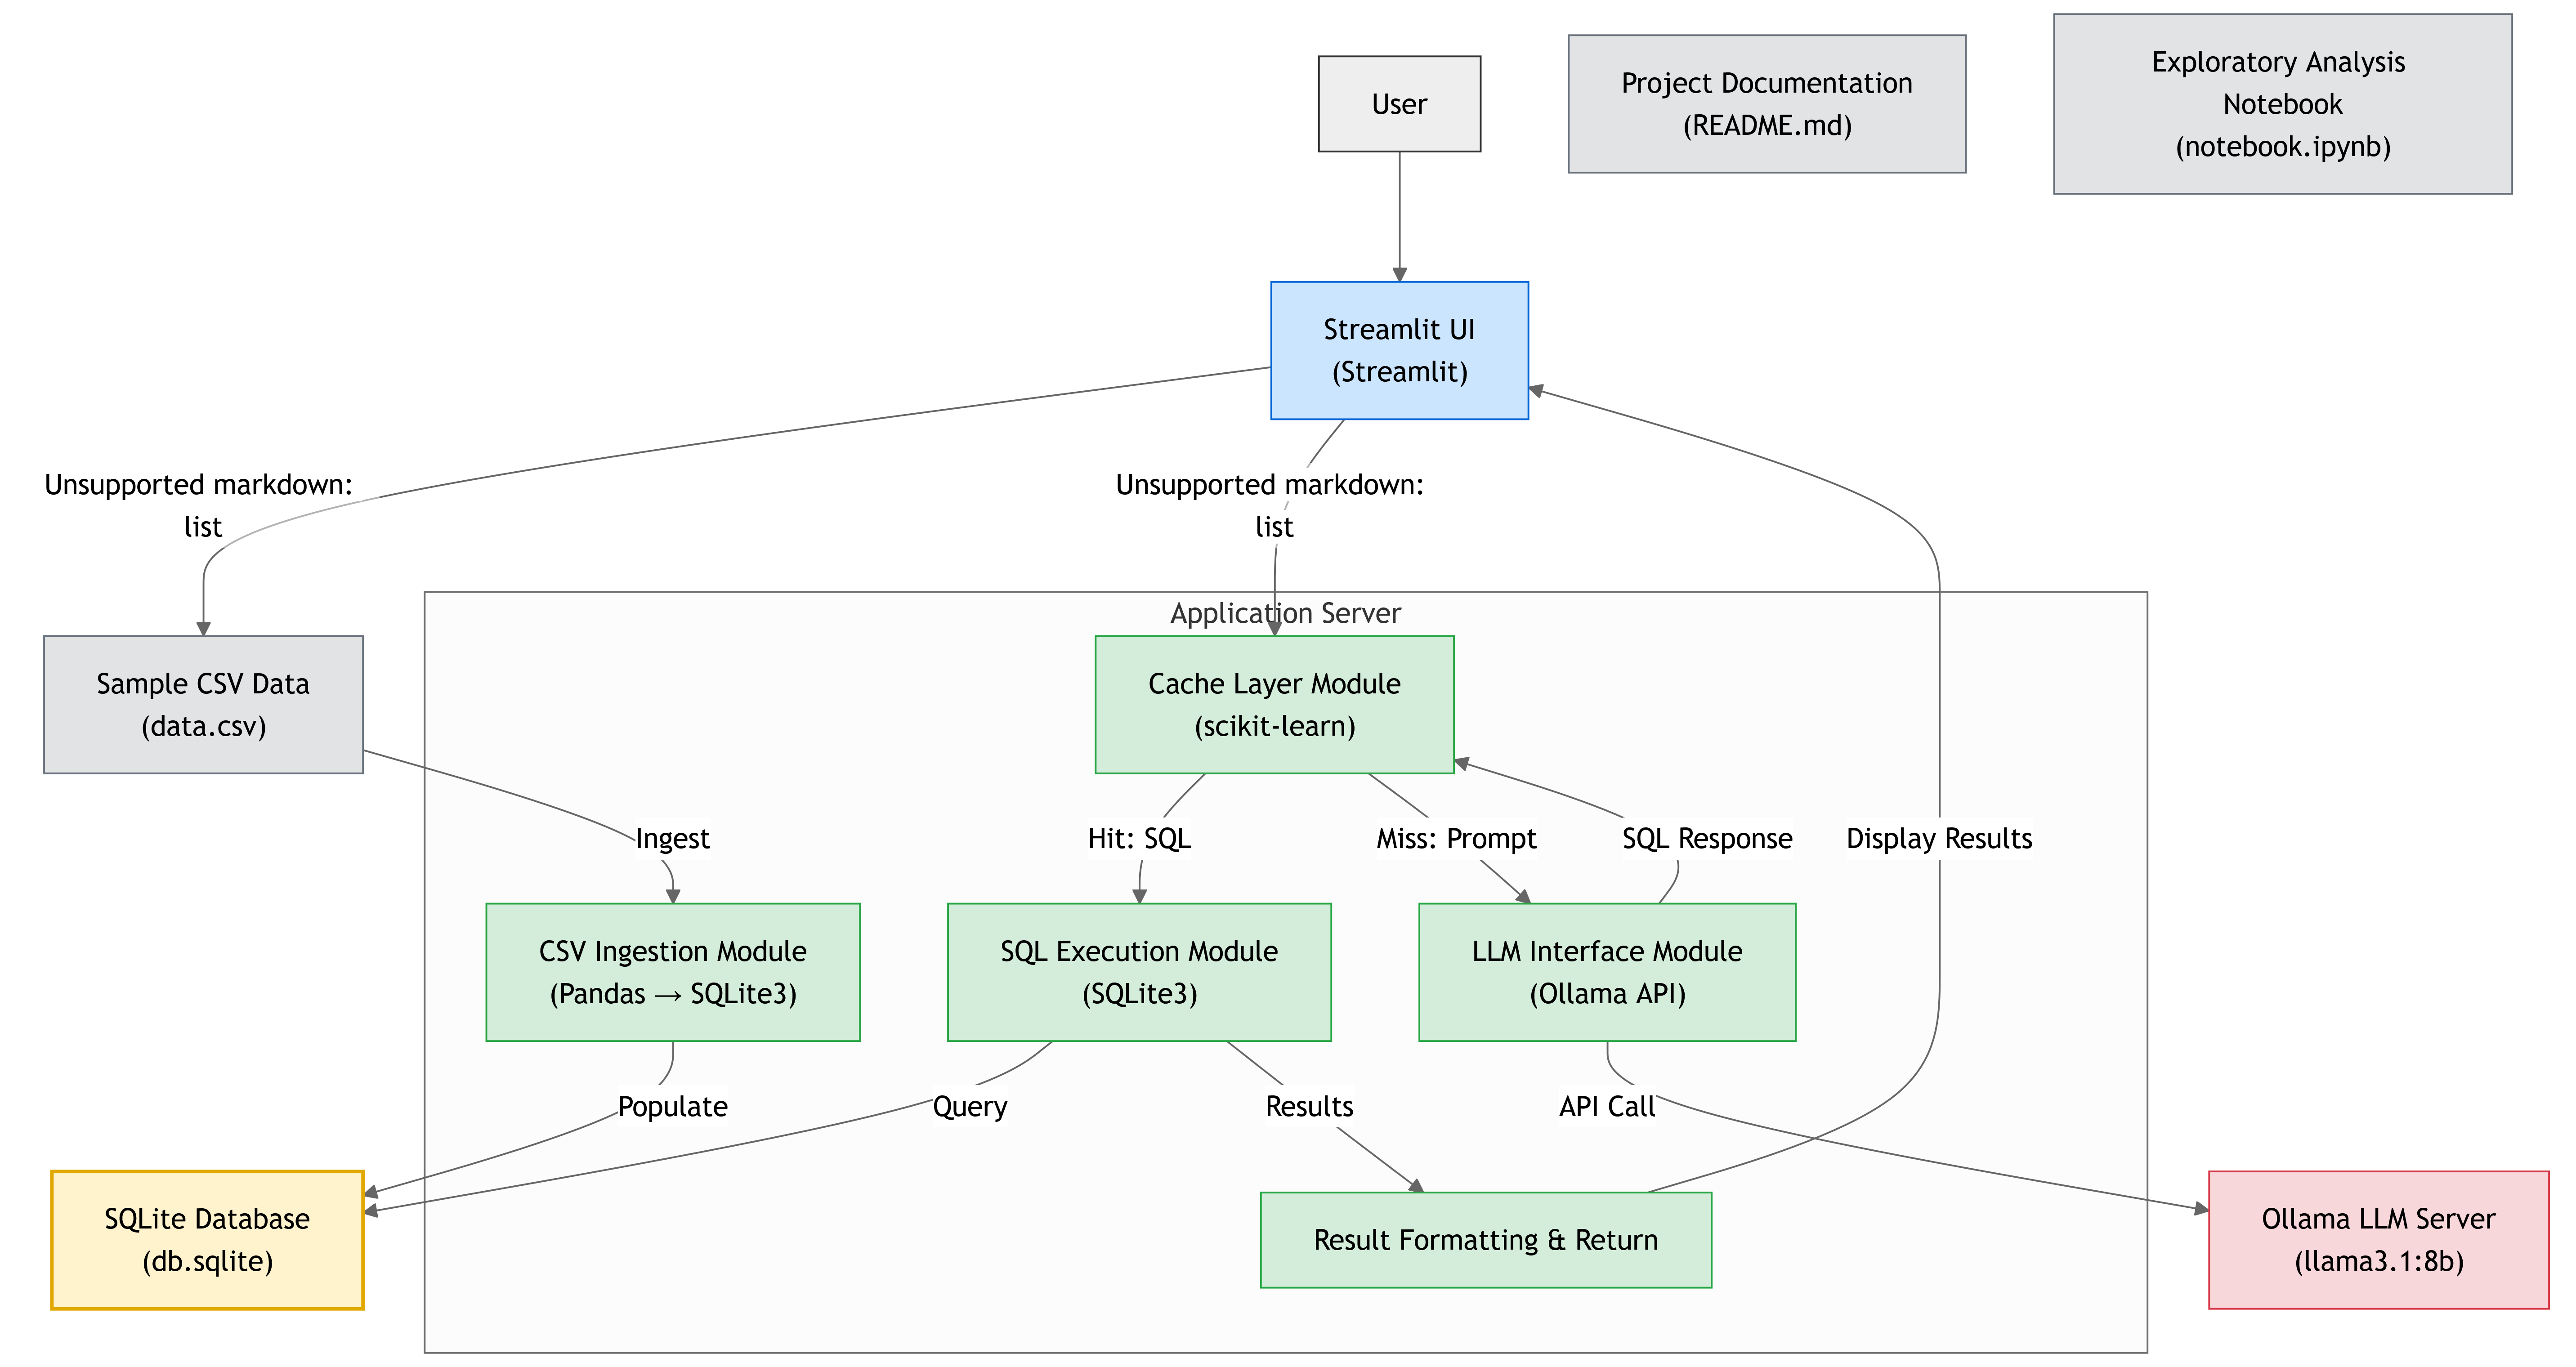 User
Project Documentation
(README.md)
Exploratory Analysis
Notebook
(notebook.ipynb)
Streamlit UI
(Streamlit)
Unsupported markdown:
list
Unsupported markdown:
list
Application Server
Sample CSV Data
(data.csv)
Cache Layer Module
(scikit-learn)
Ingest
Hit: SQL
Miss: Prompt
SQL Response
Display Results
CSV Ingestion Module
(Pandas → SQLite3)
SQL Execution Module
(SQLite3)
LLM Interface Module
(Ollama API)
Populate
Query
Results
API Call
SQLite Database
(db.sqlite)
Result Formatting & Return
Ollama LLM Server
(llama3.1:8b)